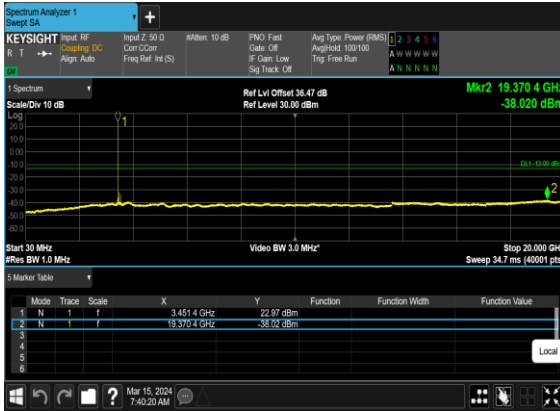 Spectrum Analyzer 1
Swept SA
+
KEYSIGHT Input: RF Input Z: 50 Ω #Atten: 10 dB PNO: Fast Avg Type: Power (RMS) 1 2 3 4 5 6
R T Coupling: DC Corr CCorr Gate: Off Avg|Hold: 100/100 A W W W W W
Align: Auto Freq Ref: Int (S) IF Gain: Low Trig: Free Run
LV Sig Track: Off A N N N N N
1 Spectrum Ref Lvl Offset 36.47 dB Mkr2 19.370 4 GHz
Scale/Div 10 dB Ref Level 30.00 dBm -38.020 dBm
Log
20.0
10.0
0.00
-10.0
-20.0
-30.0
-40.0
-50.0
-60.0
1
DL1 -13.00 dBm
2
Start 30 MHz Video BW 3.0 MHz* Stop 20.000 GH
#Res BW 1.0 MHz Sweep 34.7 ms (40001 pts
5 Marker Table
Mode Trace Scale X Y Function Function Width Function Value
1 N 1 f 3.451 4 GHz 22.97 dBm
2 N 1 f 19.370 4 GHz -38.02 dBm
3
4
5
6
Local
? Mar 15, 2024
7:40:20 AM